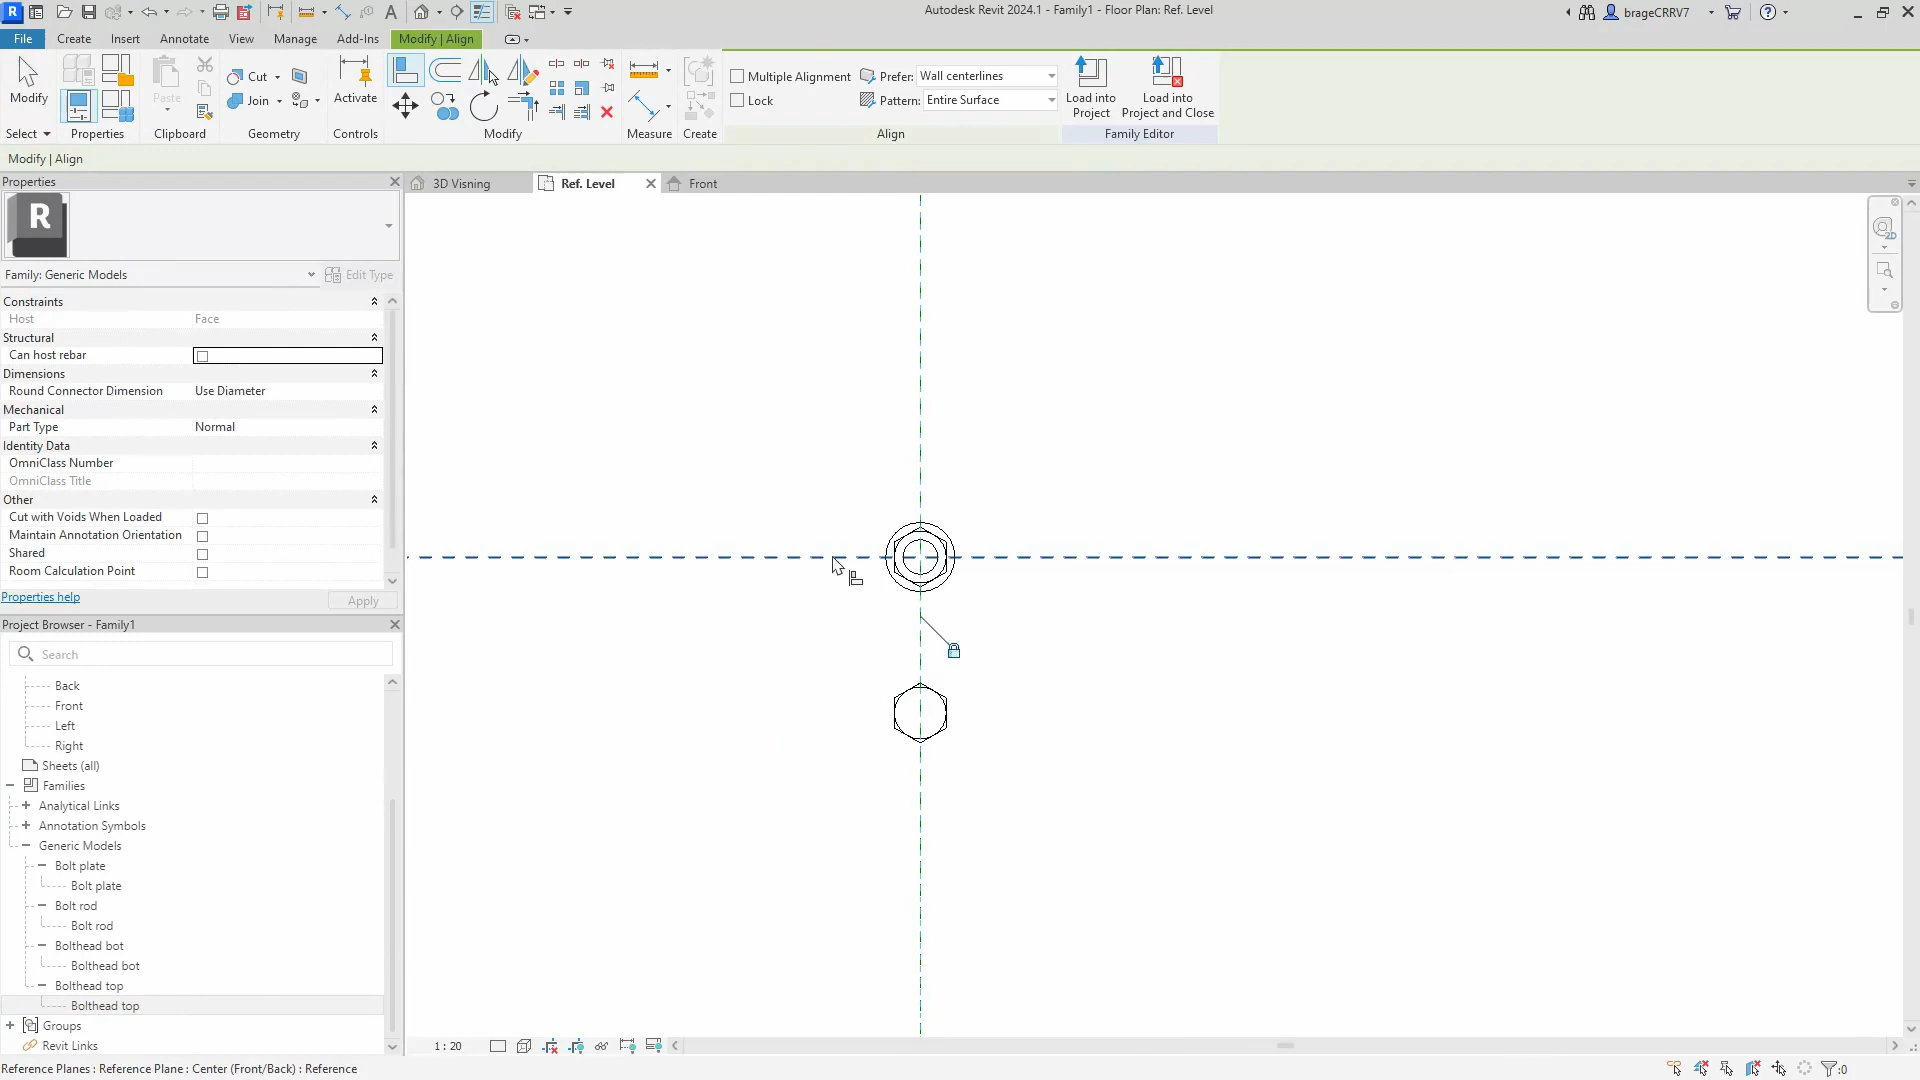 Autodesk Revit 2024.1 - Family1 - Floor Plan: Ref. Level
brageCRRV7
File
Create
Insert
Annotate
View
Manage
Add-Ins
Modify | Align
Modify
Select
Properties
Paste
Clipboard
Cut
Join
Geometry
Activate
Controls
Modify
Measure
Create
Multiple Alignment
Lock
Prefer:
Wall centerlines
Pattern:
Entire Surface
Align
Load into
Project
Load into
Project and Close
Family Editor
Modify | Align
Properties
R
Family: Generic Models
Edit Type
Constraints
Host
Face
Structural
Can host rebar
Dimensions
Round Connector Dimension
Use Diameter
Mechanical
Part Type
Normal
Identity Data
OmniClass Number
OmniClass Title
Other
Cut with Voids When Loaded
Maintain Annotation Orientation
Shared
Room Calculation Point
Properties help
Apply
Project Browser - Family1
Search
Back
Front
Left
Right
Sheets (all)
Families
Analytical Links
Annotation Symbols
Generic Models
Bolt plate
Bolt plate
Bolt rod
Bolt rod
Bolthead bot
Bolthead bot
Bolthead top
Bolthead top
Groups
Revit Links
3D Visning
Ref. Level
Front
2D
1 : 20
Reference Planes : Reference Plane : Center (Front/Back) : Reference
:0